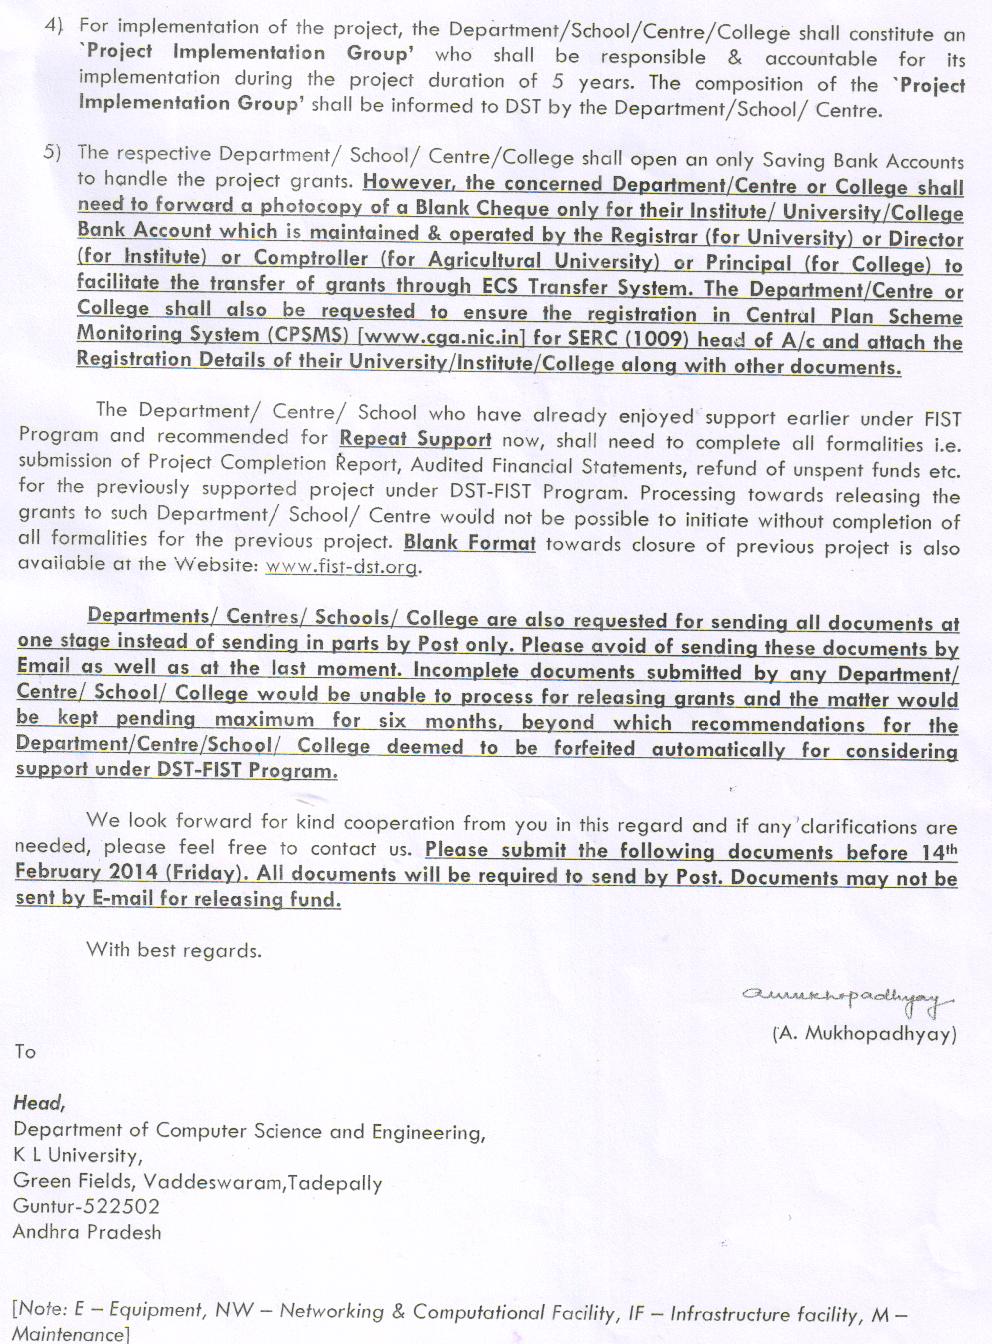 4) For implementation of the project, the Department/School/Centre/College shall constitute an
`Project Implementation Group' who shall be responsible & accountable for its
implementation during the project duration of 5 years. The composition of the `Project
Implementation Group' shall be informed to DST by the Department/School/ Centre.
5) The respective Department/ School/ Centre/College shall open an only Saving Bank Accounts
to handle the project grants. However, the concerned Department/Centre or College shall
need to forward a photocopy of a Blank Cheque only for their Institute/ University/College
Bank Account which is maintained & operated by the Registrar (for University) or Director
(for Institute) or Comptroller (for Agricultural University) or Principal (for College) to
facilitate the transfer of grants through ECS Transfer System. The Department/Centre or
College shall also be requested to ensure the registration in Central Plan Scheme
Monitoring System (CPSMS) [www.cga.nic.in] for SERC (1009) head of A/c and attach the
Registration Details of their University/Institute/College along with other documents.
The Department/ Centre/ School who have already enjoyed support earlier under FIST
Program and recommended for Repeat Support now, shall need to complete all formalities i.e.
submission of Project Completion Report, Audited Financial Statements, refund of unspent funds etc.
for the previously supported project under DST-FIST Program. Processing towards releasing the
grants to such Department/ School/ Centre would not be possible to initiate without completion of
all formalities for the previous project. Blank Format towards closure of previous project is also
available at the Website: www.fist-dst.org.
Departments/ Centres/ Schools/ College are also requested for sending all documents at
one stage instead of sending in parts by Post only. Please avoid of sending these documents by
Email as well as at the last moment. Incomplete documents submitted by any Department/
Centre/ School/ College would be unable to process for releasing grants and the matter would
be kept pending maximum for six months, beyond which recommendations for the
Department/Centre/School/ College deemed to be forfeited automatically for considering
support under DST-FIST Program.
We look forward for kind cooperation from you in this regard and if any clarifications are
needed, please feel free to contact us. Please submit the following documents before 14th
February 2014 (Friday). All documents will be required to send by Post. Documents may not be
sent by E-mail for releasing fund.
With best regards.
amukhopadhyay
(A. Mukhopadhyay)
To
Head,
Department of Computer Science and Engineering,
K L University,
Green Fields, Vaddeswaram,Tadepally
Guntur-522502
Andhra Pradesh
[Note: E – Equipment, NW – Networking & Computational Facility, IF – Infrastructure facility, M –
Maintenance]